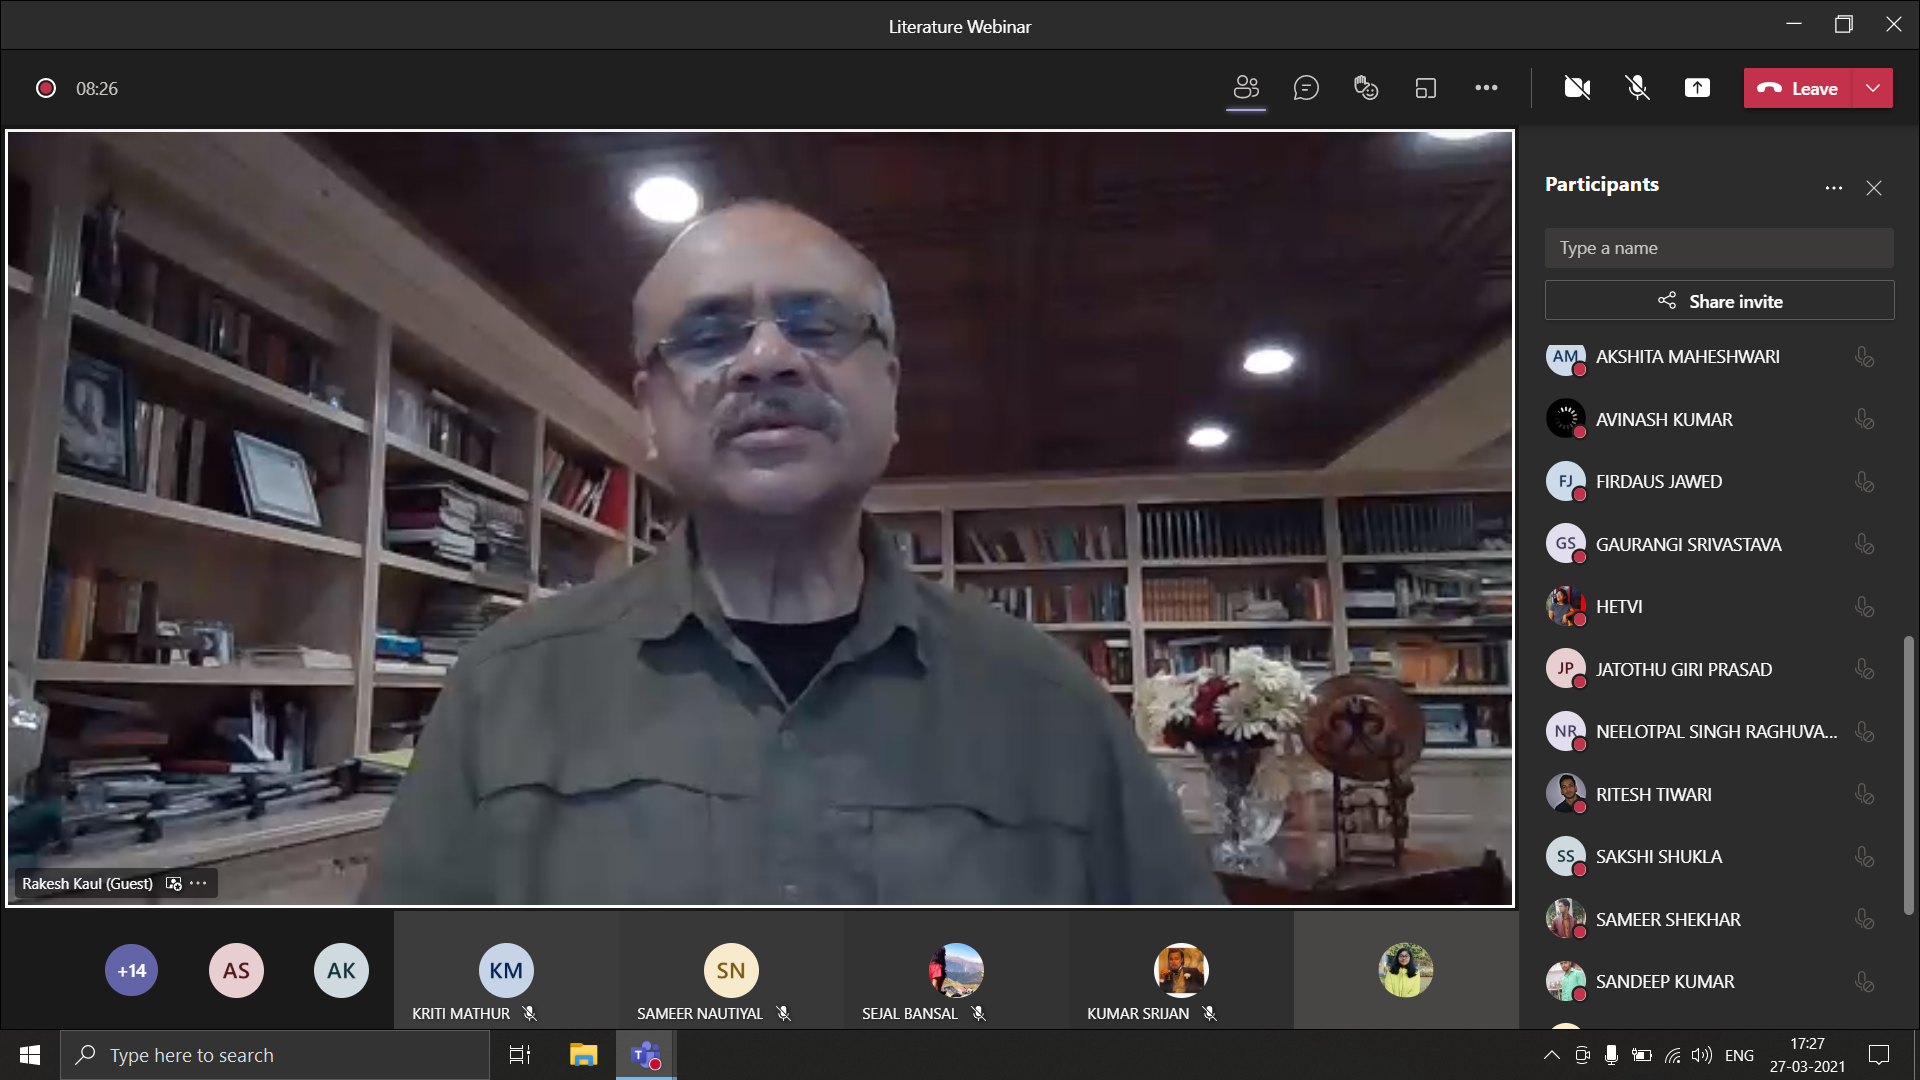 Literature Webinar
08:26
Leave
Participants
Type a name
Share invite
AM AKSHITA MAHESHWARI
AVINASH KUMAR
FJ FIRDAUS JAWED
GS GAURANGI SRIVASTAVA
HETVI
JP JATOTHU GIRI PRASAD
NR NEELOTPAL SINGH RAGHUVA...
RITESH TIWARI
SS SAKSHI SHUKLA
SAMEER SHEKHAR
SANDEEP KUMAR
Rakesh Kaul (Guest)
+14 AS AK KM SN
KRITI MATHUR SAMEER NAUTIYAL SEJAL BANSAL KUMAR SRIJAN
Type here to search
T
ENG
17:27
27-03-2021